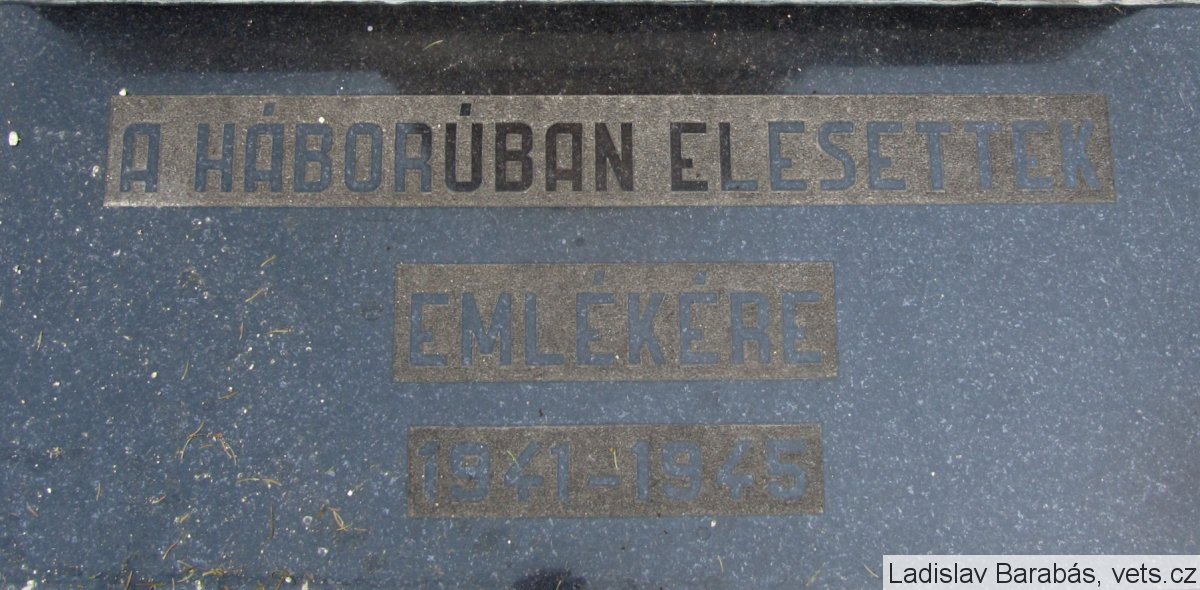 A HÁBORÚBAN ELESETTEK
EMLÉKÉRE
1941-1945
Ladislav Barabás, vets.cz